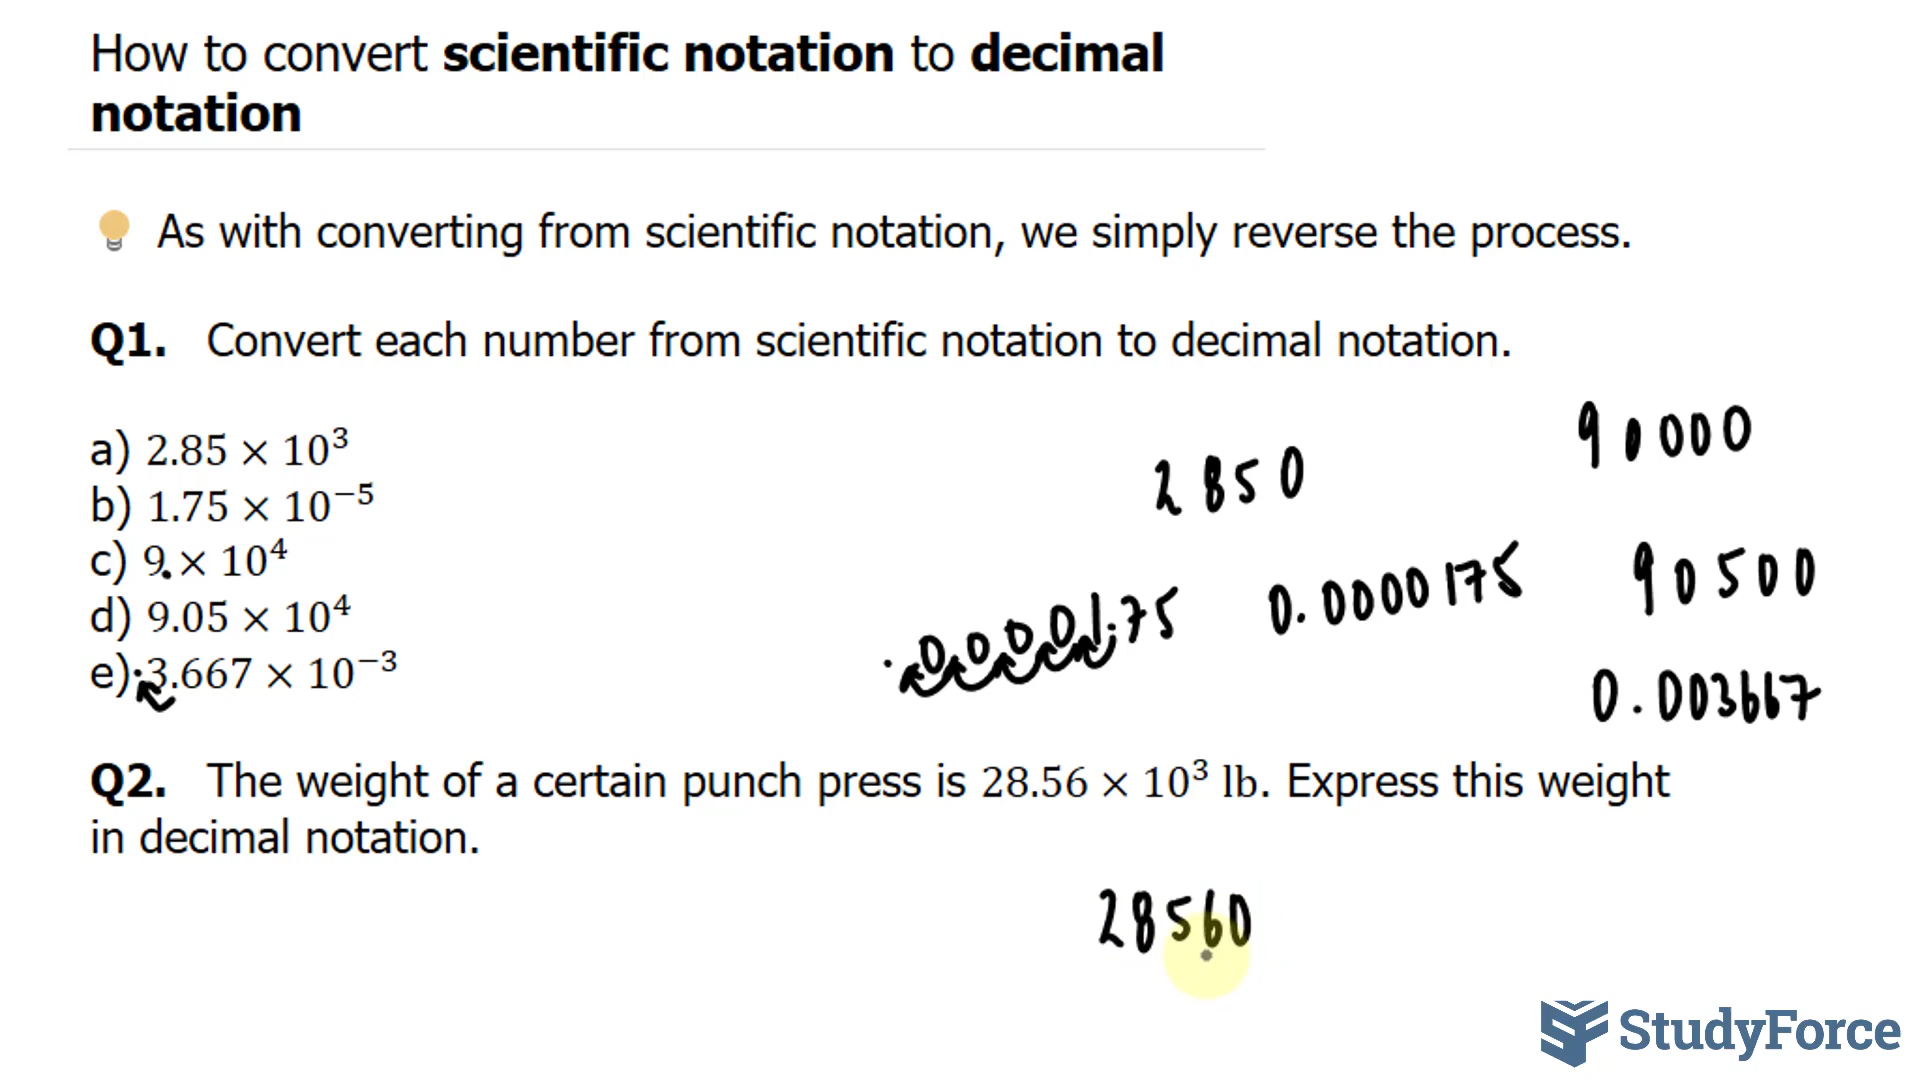 How to convert scientific notation to decimal
notation
As with converting from scientific notation, we simply reverse the process.
Q1. Convert each number from scientific notation to decimal notation.
a) 2.85 × 10³
b) 1.75 × 10⁻⁵
c) 9. × 10⁴
d) 9.05 × 10⁴
e) .3.667 × 10⁻³
2850
90000
.00001.75
0.0000175
90500
0.003667
Q2. The weight of a certain punch press is 28.56 × 10³ lb. Express this weight
in decimal notation.
28560
StudyForce